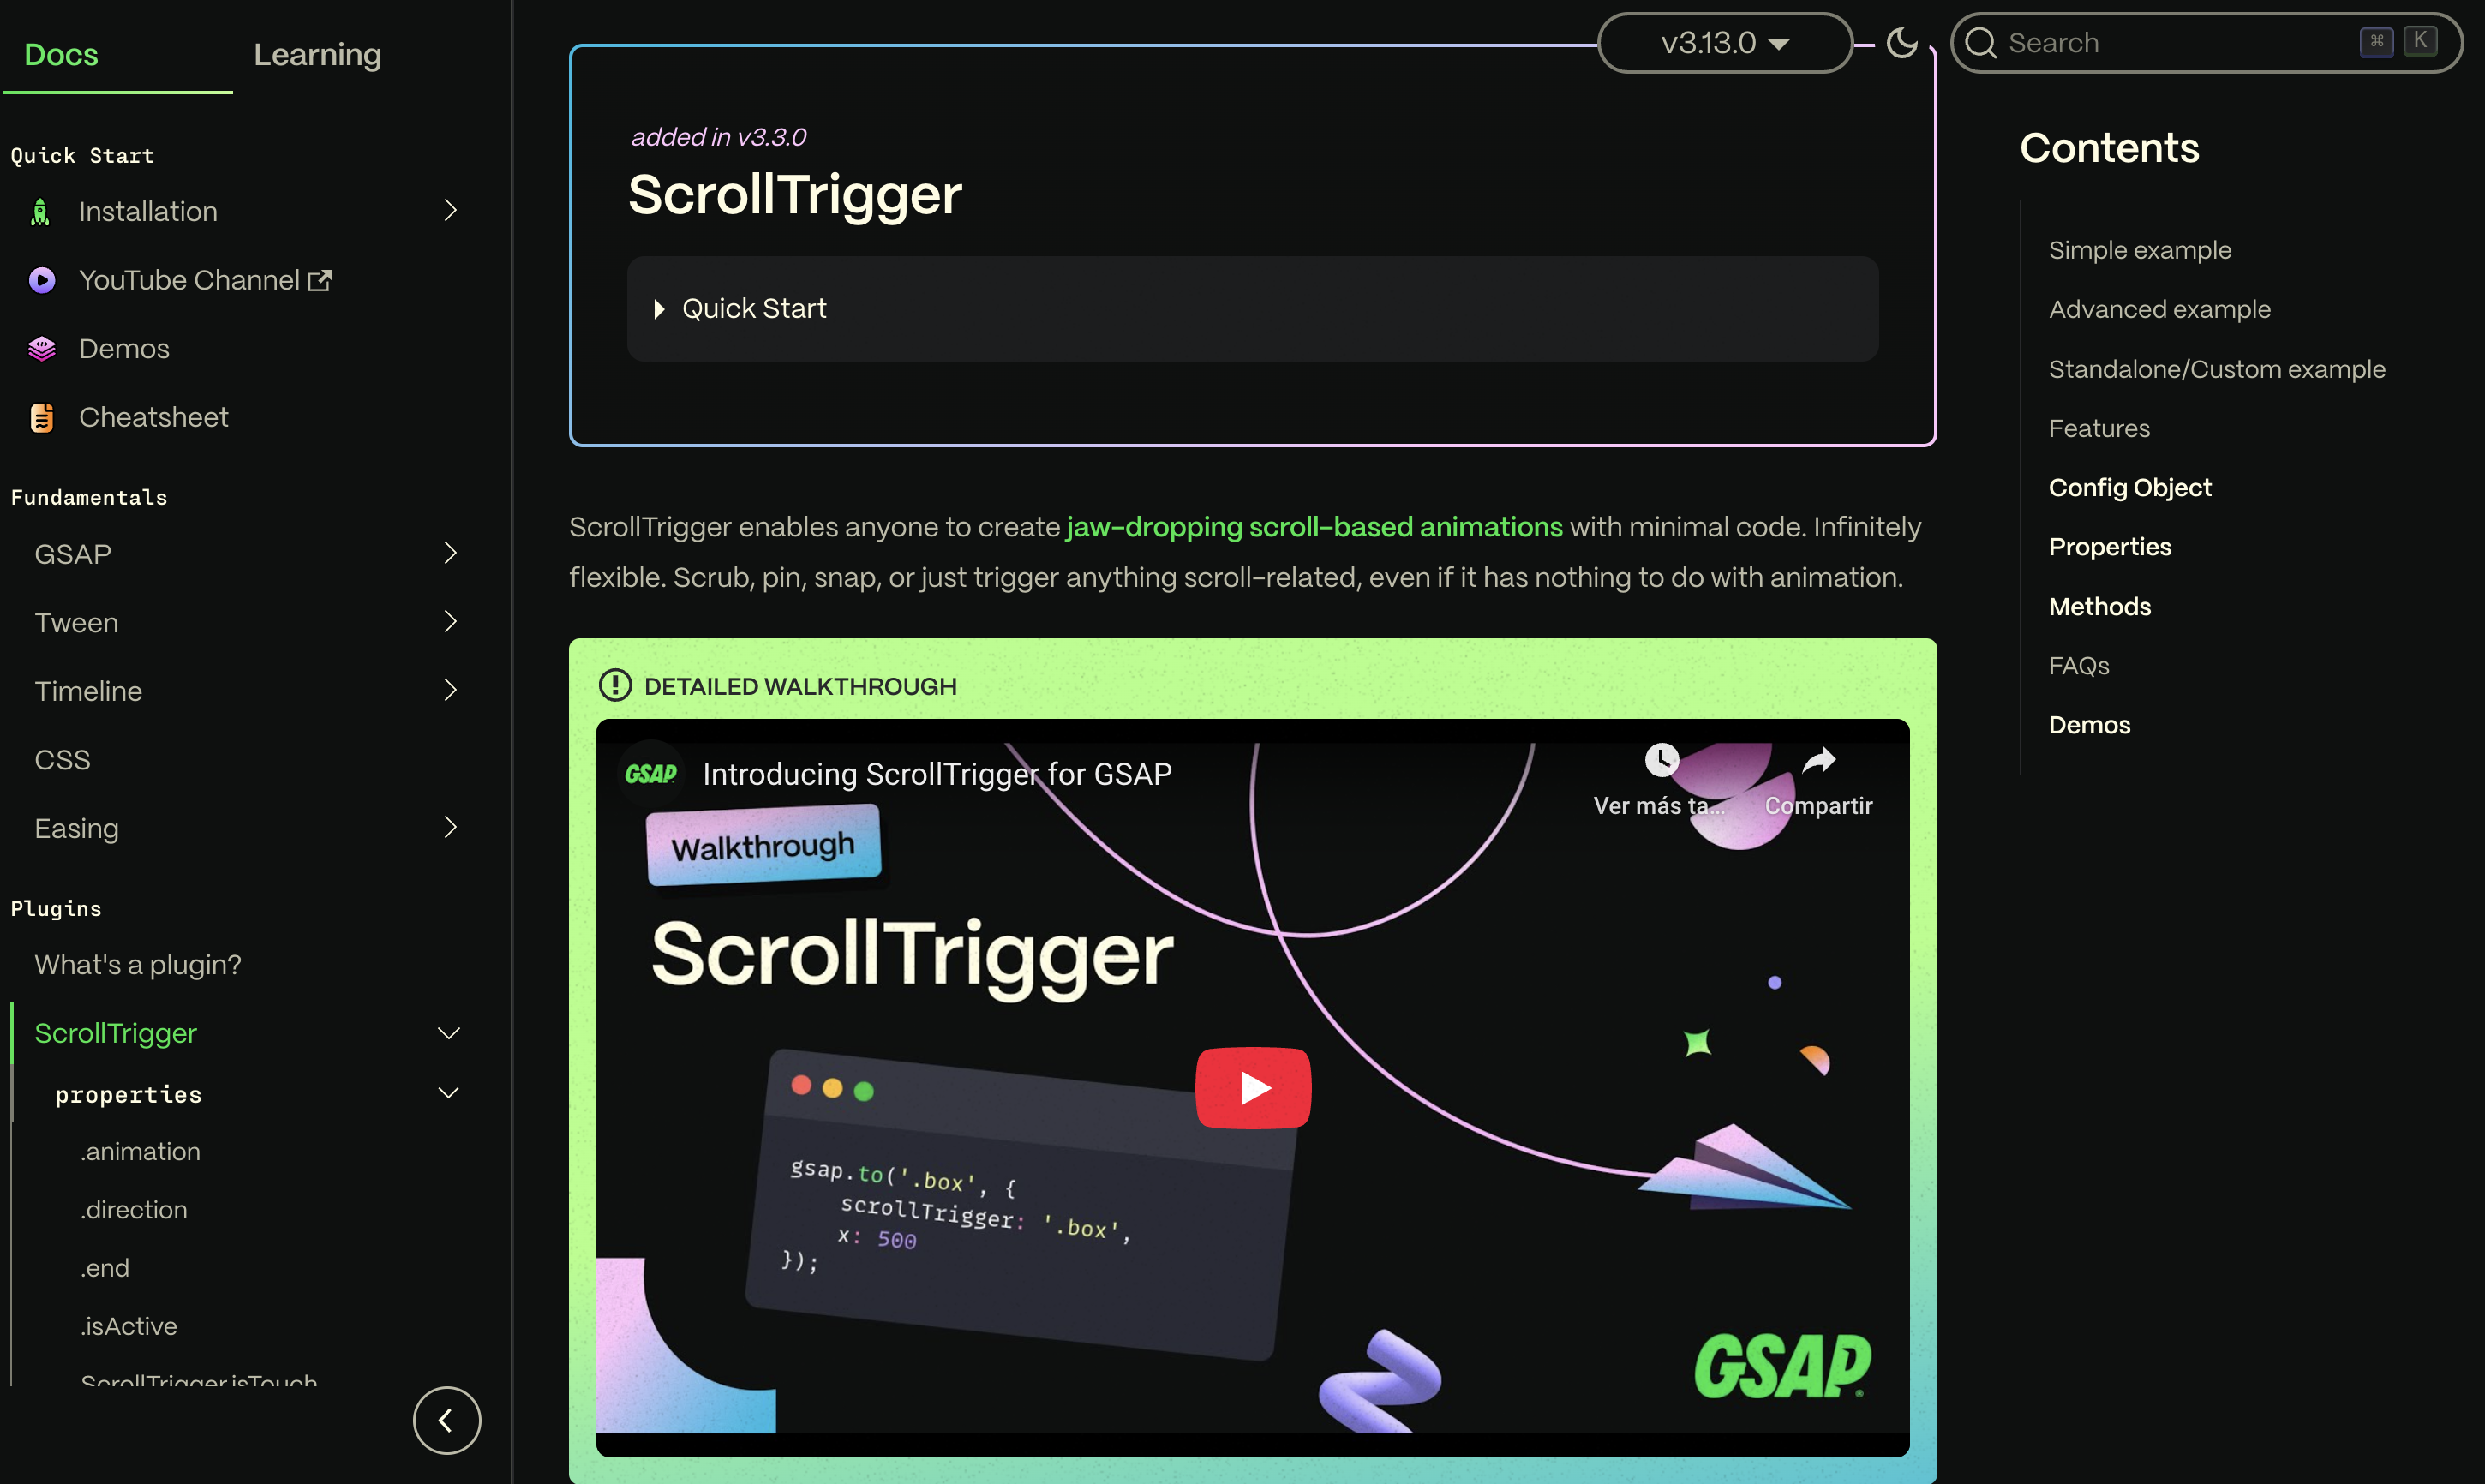 Docs
Learning
Quick Start
Installation
YouTube Channel
Demos
Cheatsheet
Fundamentals
GSAP
Tween
Timeline
CSS
Easing
Plugins
What's a plugin?
ScrollTrigger
properties
.animation
.direction
.end
.isActive
ScrollTrigger.isTouch
v3.13.0
Search
⌘ K
added in v3.3.0
ScrollTrigger
Quick Start
ScrollTrigger enables anyone to create jaw-dropping scroll-based animations with minimal code. Infinitely
flexible. Scrub, pin, snap, or just trigger anything scroll-related, even if it has nothing to do with animation.
DETAILED WALKTHROUGH
GSAP
Introducing ScrollTrigger for GSAP
Ver más ta...
Compartir
Walkthrough
ScrollTrigger
gsap.to('.box', {
scrollTrigger: '.box',
x: 500
});
GSAP®
Contents
Simple example
Advanced example
Standalone/Custom example
Features
Config Object
Properties
Methods
FAQs
Demos